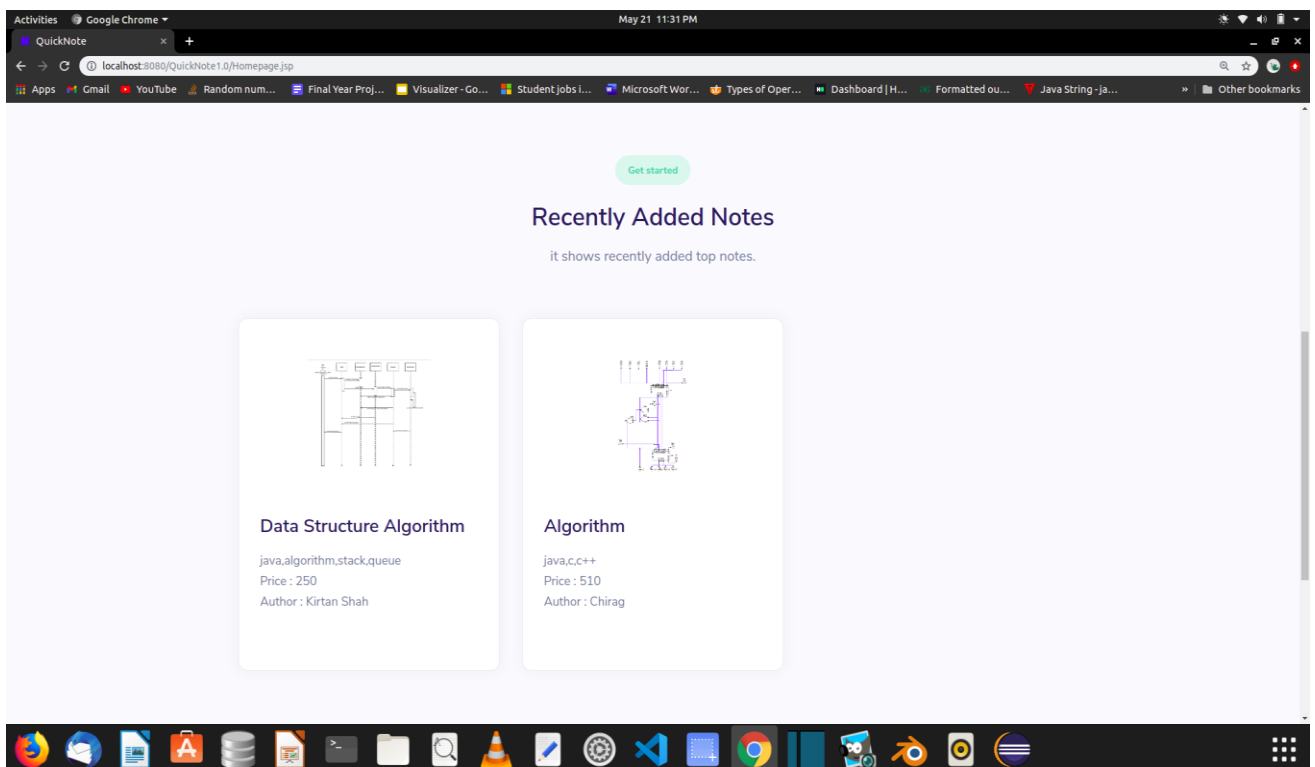 Activities Google Chrome May 21 11:31 PM
QuickNote
localhost:8080/QuickNote1.0/Homepage.jsp
Apps Gmail YouTube Random num... Final Year Proj... Visualizer - Go... Student jobs i... Microsoft Wor... Types of Oper... Dashboard | H... Formatted ou... Java String - ja... » Other bookmarks
Get started
Recently Added Notes
it shows recently added top notes.
Data Structure Algorithm
java,algorithm,stack,queue
Price : 250
Author : Kirtan Shah
Algorithm
java,c,c++
Price : 510
Author : Chirag